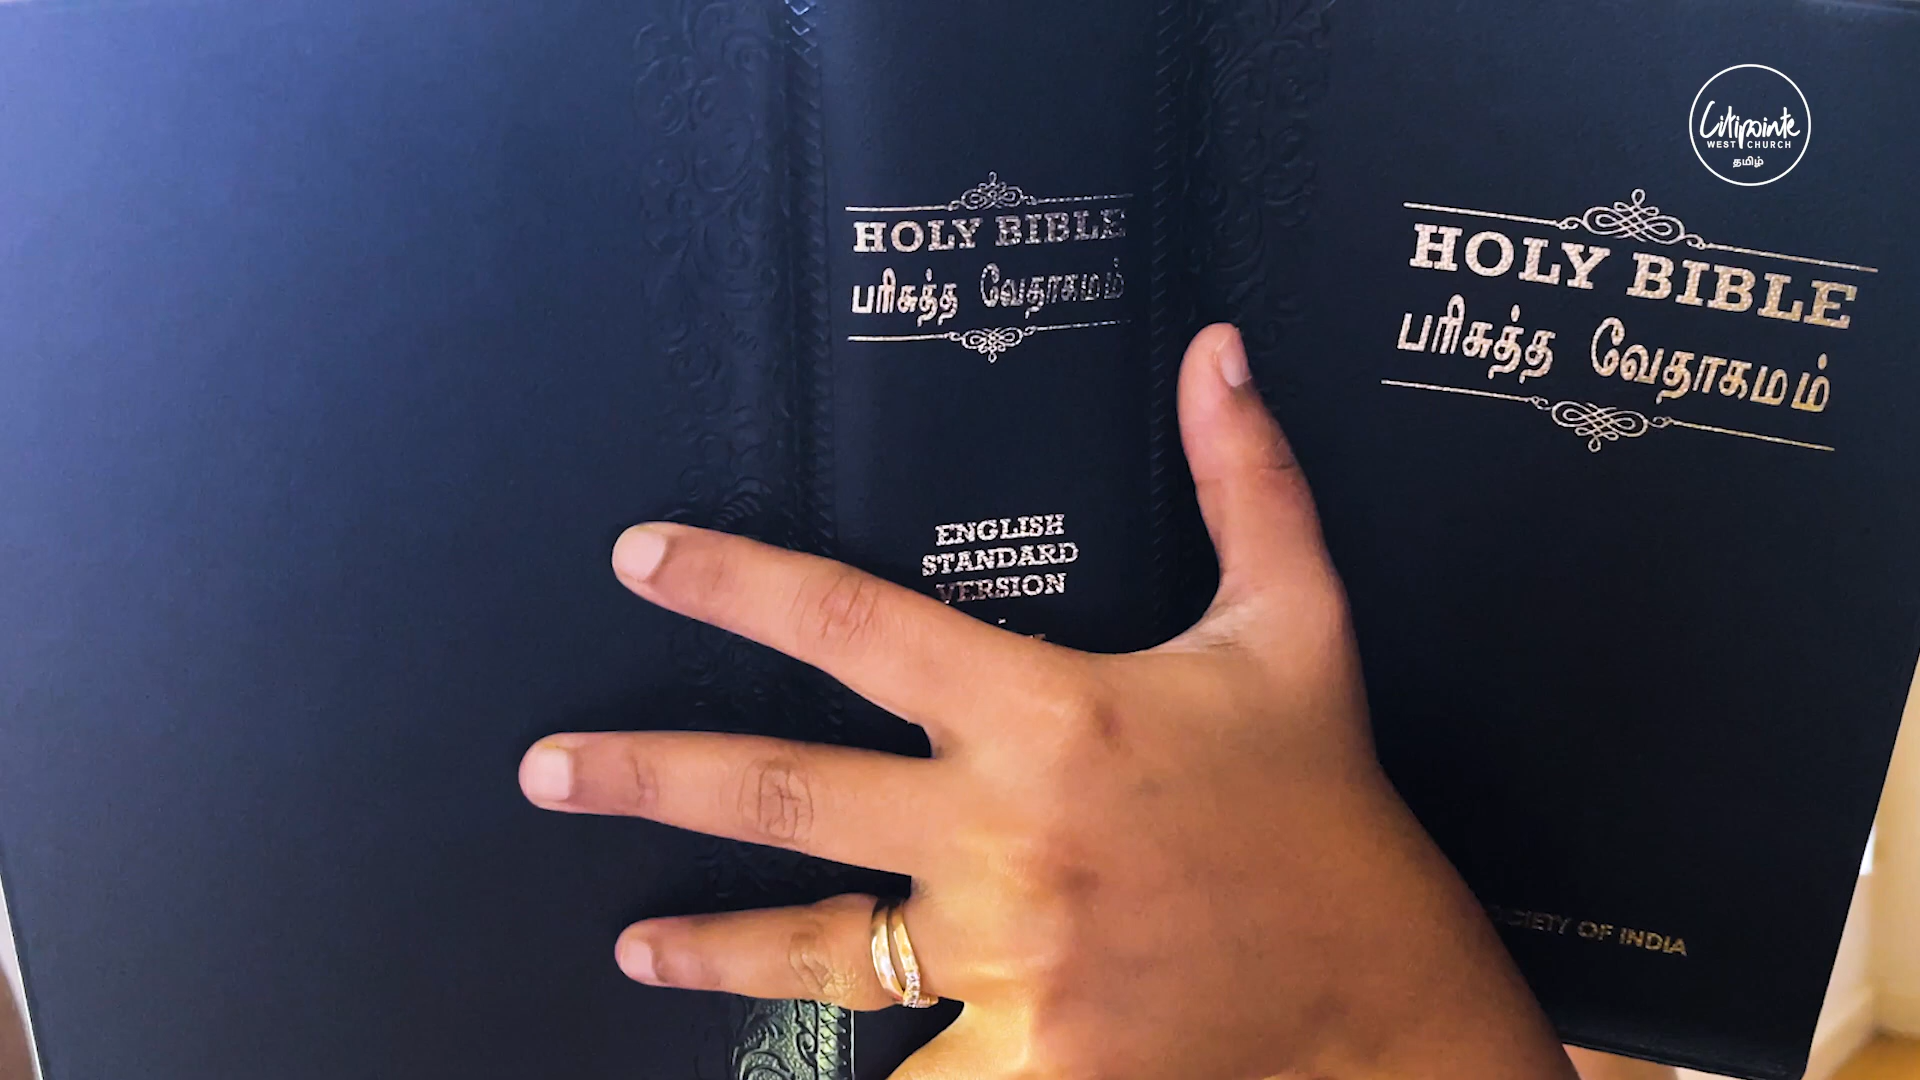 Citipointe
WEST CHURCH
தமிழ்
HOLY BIBLE
பரிசுத்த வேதாகமம்
ENGLISH
STANDARD
VERSION
HOLY BIBLE
பரிசுத்த வேதாகமம்
OF INDIA